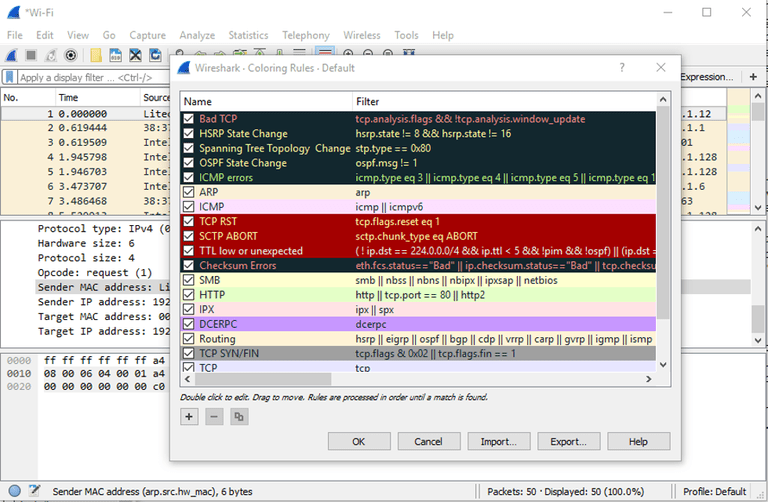 *Wi-Fi
File Edit View Go Capture Analyze Statistics Telephony Wireless Tools Help
Apply a display filter ... <Ctrl-/>
Expression... +
No. Time Source
1 0.000000 Liteo .1.12
2 0.619444 38:37 .1.1
3 0.619509 Intel 01
4 1.945798 Intel .1.128
5 1.946703 Intel .1.128
6 3.473707 Intel .1.6
7 3.486468 38:37 63
.1.128
Protocol type: IPv4 (0
Hardware size: 6
Protocol size: 4
Opcode: request (1)
Sender MAC address: Li
Sender IP address: 192
Target MAC address: 00
Target IP address: 192
0000 ff ff ff ff ff ff a4
0010 08 00 06 04 00 01 a4
0020 00 00 00 00 00 00 c0
Wireshark - Coloring Rules - Default
?
Name Filter
Bad TCP tcp.analysis.flags && !tcp.analysis.window_update
HSRP State Change hsrp.state != 8 && hsrp.state != 16
Spanning Tree Topology Change stp.type == 0x80
OSPF State Change ospf.msg != 1
ICMP errors icmp.type eq 3 || icmp.type eq 4 || icmp.type eq 5 || icmp.type 1
ARP arp
ICMP icmp || icmpv6
TCP RST tcp.flags.reset eq 1
SCTP ABORT sctp.chunk_type eq ABORT
TTL low or unexpected ( ! ip.dst == 224.0.0.0/4 && ip.ttl < 5 && !pim && !ospf) || (ip.dst
Checksum Errors eth.fcs.status=="Bad" || ip.checksum.status=="Bad" || tcp.checksu
SMB smb || nbss || nbns || nbipx || ipxsap || netbios
HTTP http || tcp.port == 80 || http2
IPX ipx || spx
DCERPC dcerpc
Routing hsrp || eigrp || ospf || bgp || cdp || vrrp || carp || gvrp || igmp || ismp
TCP SYN/FIN tcp.flags & 0x02 || tcp.flags.fin == 1
TCP tcp
Double click to edit. Drag to move. Rules are processed in order until a match is found.
OK Cancel Import... Export... Help
Sender MAC address (arp.src.hw_mac), 6 bytes Packets: 50 · Displayed: 50 (100.0%) Profile: Default